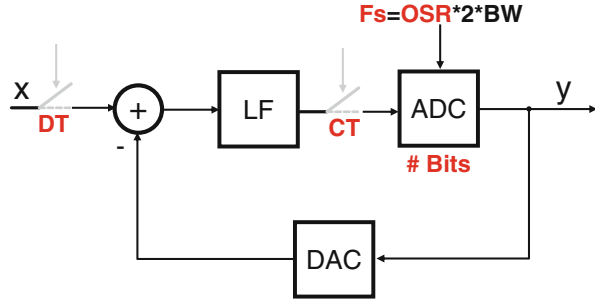 Fs=OSR*2*BW
x
y
+
LF
ADC
DT
CT
-
# Bits
DAC